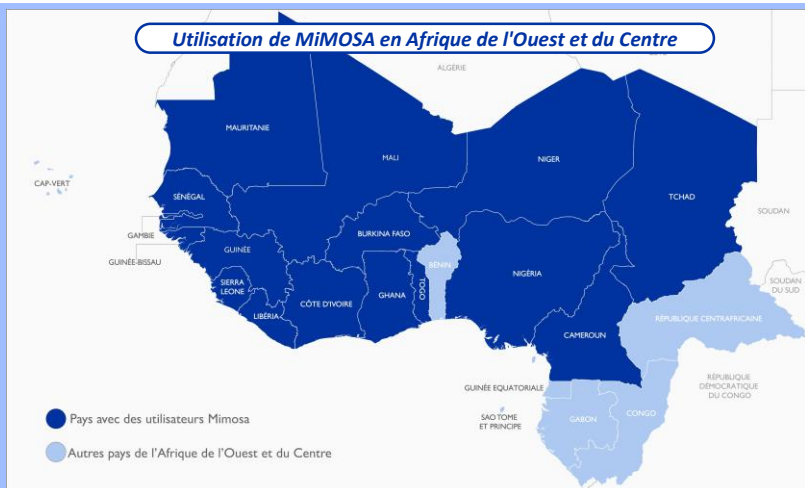 Utilisation de MiMOSA en Afrique de l'Ouest et du Centre
ALGÉRIE
MAURITANIE
MALI
NIGER
TCHAD
CAP-VERT
SÉNÉGAL
SOUDAN
GAMBIE
BURKINA FASO
GUINÉE
GUINÉE-BISSAU
BÉNIN
NIGÉRIA
SIERRA
LEONE
TOGO
GHANA
CÔTE D'IVOIRE
LIBÉRIA
SOUDAN
DU SUD
RÉPUBLIQUE CENTRAFRICAINE
CAMEROUN
GUINÉE EQUATORIALE
RÉPUBLIQUE
DÉMOCRATIQUE
DU CONGO
SAO TOME
ET PRINCIPE
GABON
CONGO
Pays avec des utilisateurs Mimosa
Autres pays de l'Afrique de l'Ouest et du Centre